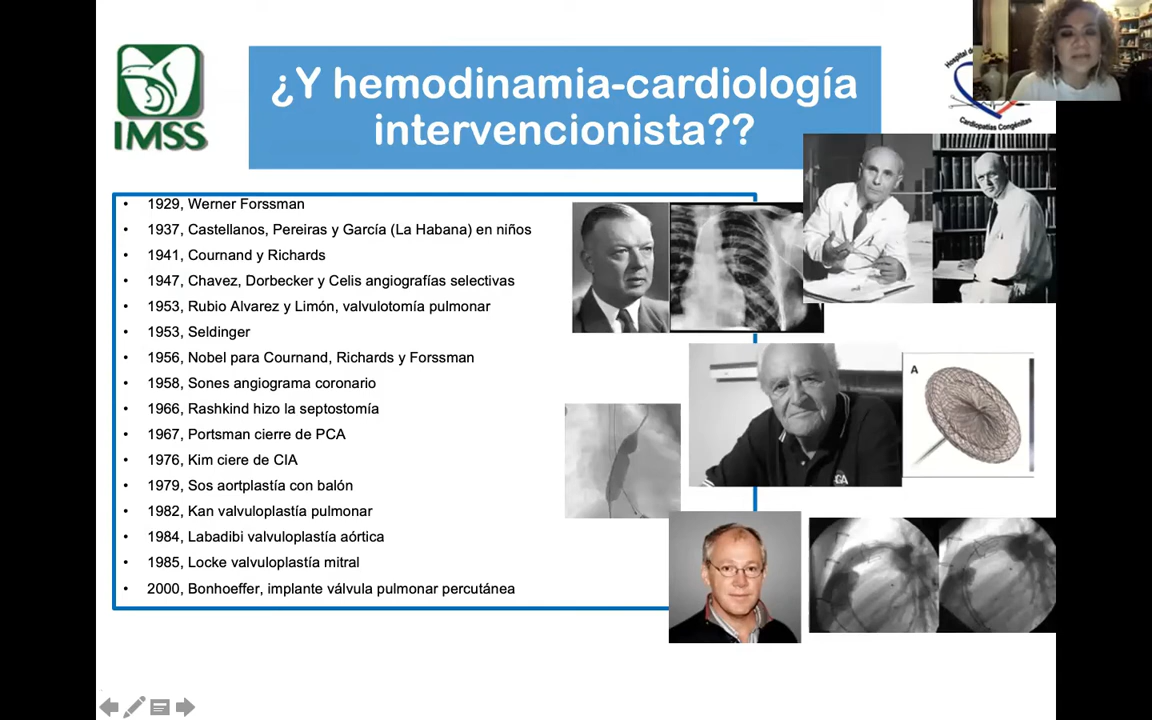 IMSS
¿Y hemodinamia-cardiología
intervencionista??
Cardiopatías Congénitas
• 1929, Werner Forssman
• 1937, Castellanos, Pereiras y García (La Habana) en niños
• 1941, Cournand y Richards
• 1947, Chavez, Dorbecker y Celis angiografías selectivas
• 1953, Rubio Alvarez y Limón, valvulotomía pulmonar
• 1953, Seldinger
• 1956, Nobel para Cournand, Richards y Forssman
• 1958, Sones angiograma coronario
• 1966, Rashkind hizo la septostomía
• 1967, Portsman cierre de PCA
• 1976, Kim ciere de CIA
• 1979, Sos aortplastía con balón
• 1982, Kan valvuloplastía pulmonar
• 1984, Labadibi valvuloplastía aórtica
• 1985, Locke valvuloplastía mitral
• 2000, Bonhoeffer, implante válvula pulmonar percutánea
A
CA